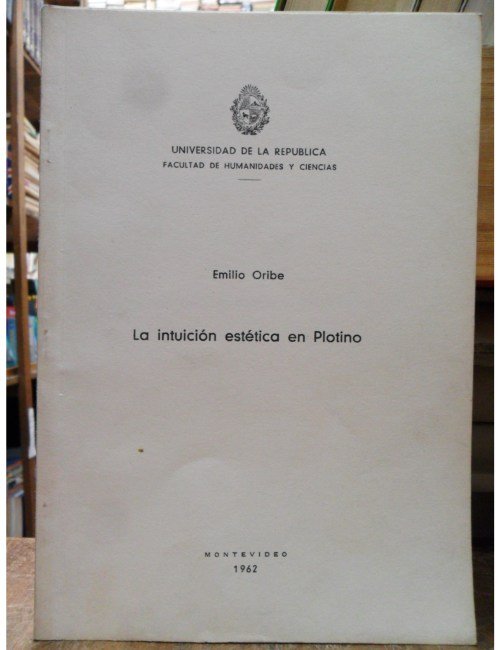 UNIVERSIDAD DE LA REPUBLICA
FACULTAD DE HUMANIDADES Y CIENCIAS
Emilio Oribe
La intuición estética en Plotino
MONTEVIDEO
1962